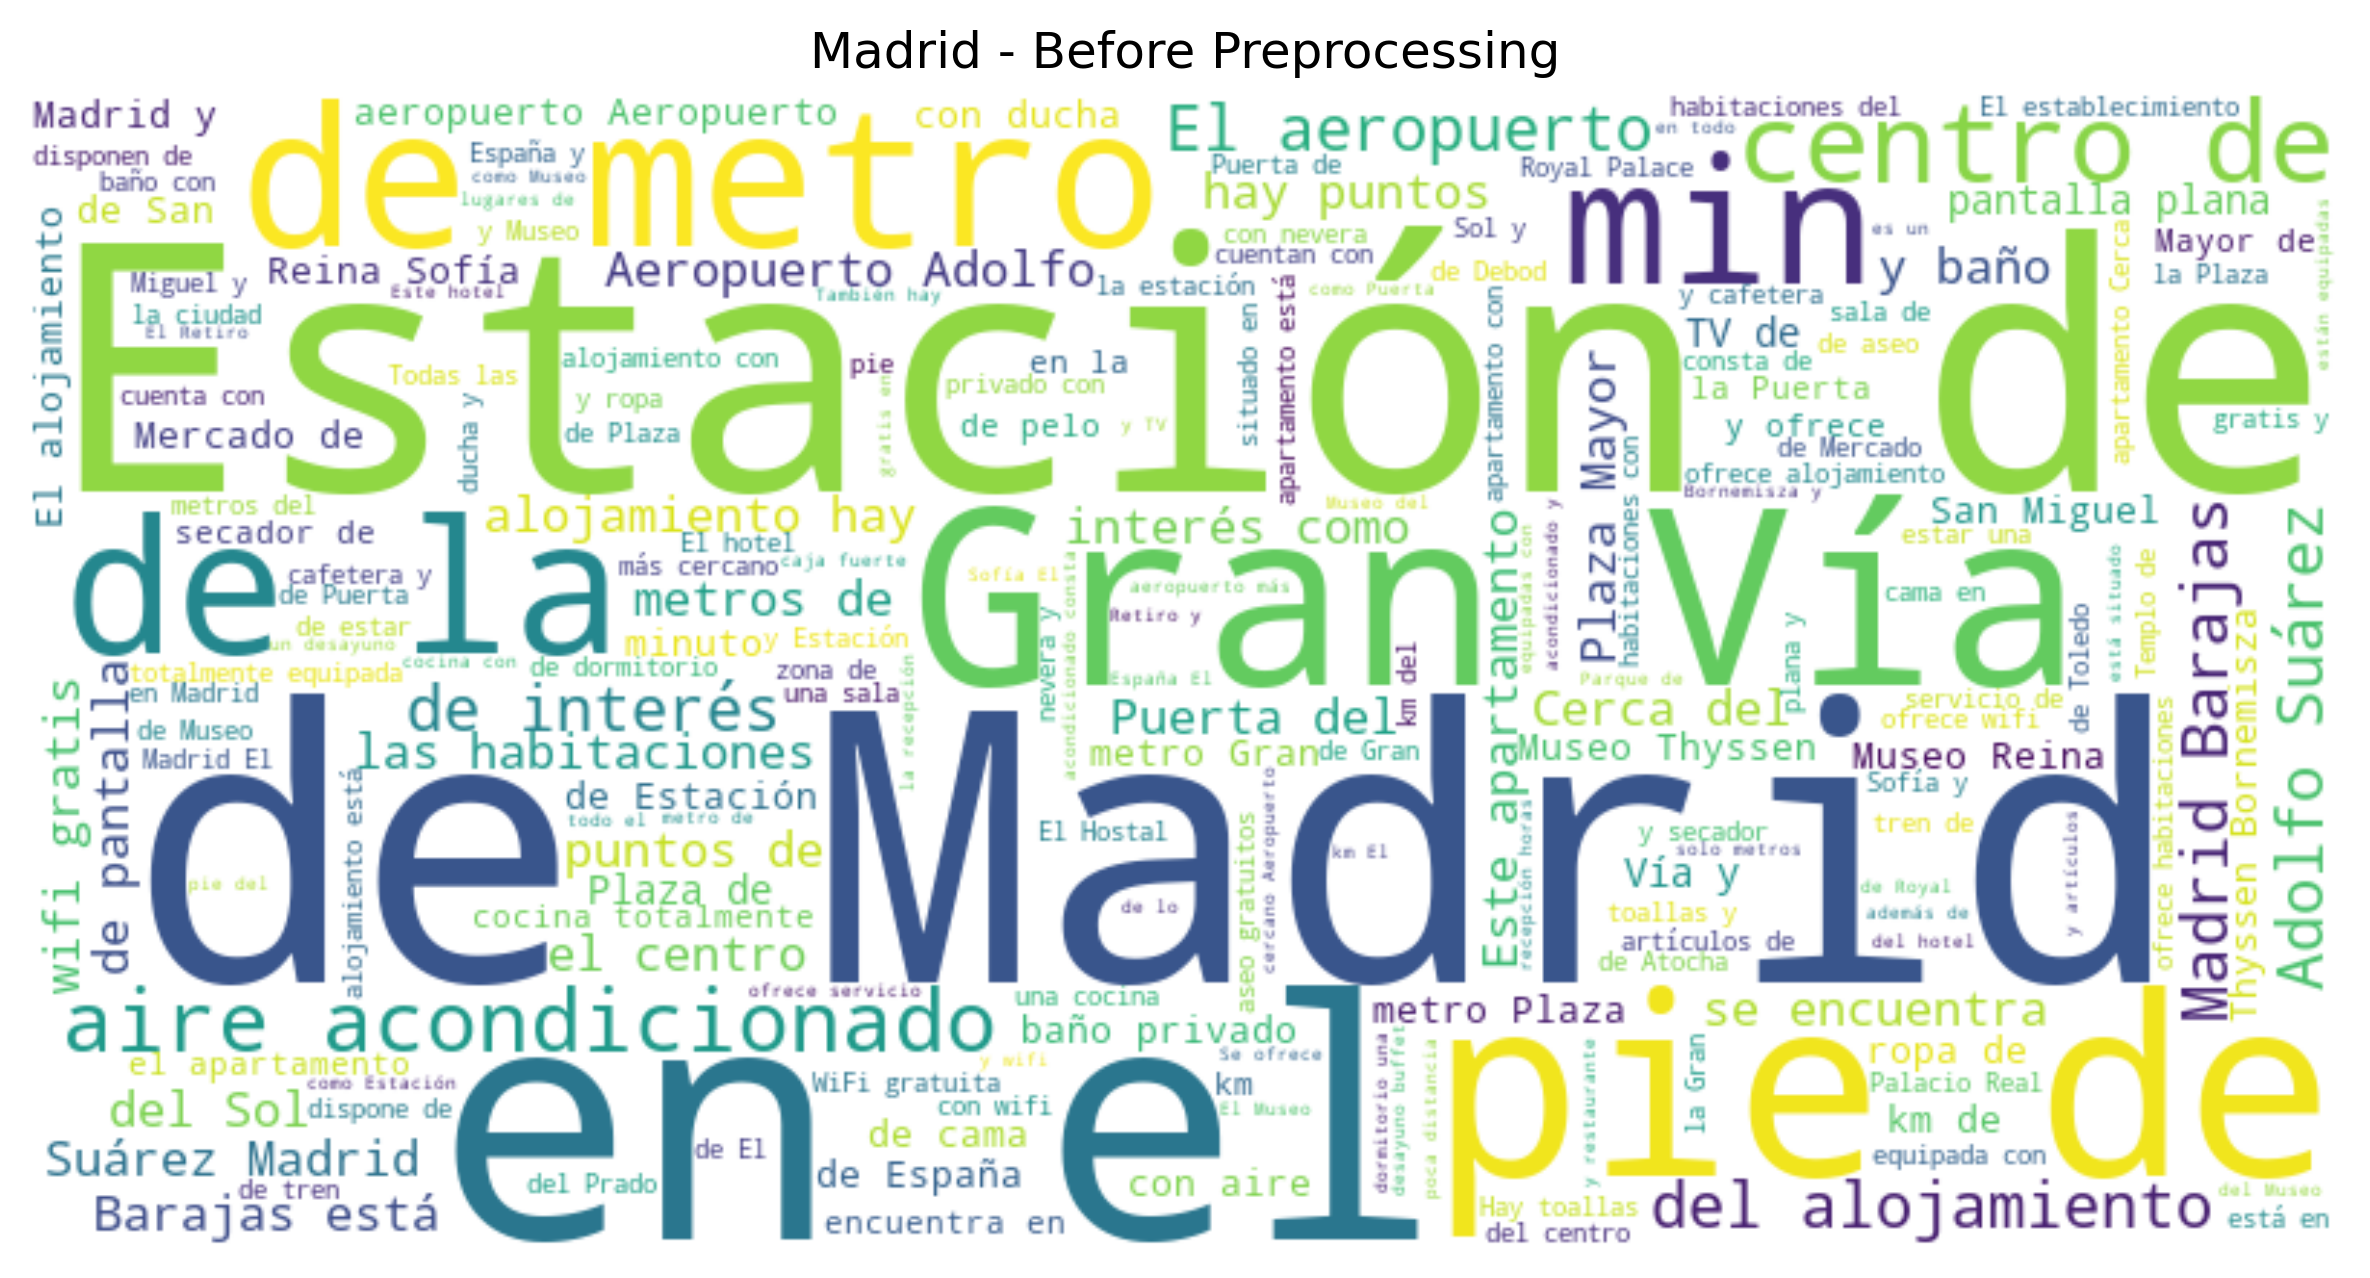 Madrid - Before Preprocessing
Madrid y
aeropuerto Aeropuerto
con ducha
El aeropuerto
habitaciones del
El establecimiento
en todo
centro de
disponen de
de metro
España y
Puerta de
Royal Palace
baño con
como Museo
hay puntos
min
pantalla plana
de San
lugares de
y Museo
con nevera
Sol y
es un
cuentan con
Mayor de
están equipadas
El alojamiento
Reina Sofía
Aeropuerto Adolfo
la estación
de Debod
y baño
la Plaza
Miguel y
Este hotel
También hay
como Puerta
y cafetera
apartamento Cerca
la ciudad
El Retiro
Estación de
TV de
sala de
de aseo
alojamiento con
pie
en la
situado en
apartamento está
apartamento con
consta de
Todas las
privado con
la Puerta
cuenta con
y ropa
gratis en
Mercado de
ducha y
de Plaza
de pelo
y TV
Plaza Mayor
y ofrece
gratis y
de Mercado
ofrece alojamiento
habitaciones con
Bornemisza y
metros del
alojamiento hay
Museo del
San Miguel
secador de
interés como
estar una
de la
El hotel
Gran Vía
más cercano
caja fuerte
cafetera y
Sofía El
aeropuerto más
cama en
de Puerta
metros de
Retiro y
de estar
minuto
y Estación
un desayuno
cocina con
de dormitorio
totalmente equipada
zona de
España El
Parque de
nevera y
acondicionado consta
Este apartamento
equipadas con
acondicionado y
plana y
de Toledo
está situado
Templo de
Madrid Barajas
Thyssen Bornemisza
Adolfo Suárez
wifi gratis
de pantalla
en Madrid
una sala
km del
servicio de
de Museo
de interés
Puerta del
Cerca del
ofrece wifi
Madrid El
las habitaciones
la recepción
metro Gran
de Gran
Museo Thyssen
Museo Reina
alojamiento está
de Estación
Sofía y
todo el
metro de
de Madrid
El Hostal
y secador
tren de
puntos de
km El
solo metros
pie del
Plaza de
Vía y
de Royal
cocina totalmente
de lo
toallas y
además de
el centro
artículos de
del hotel
de Atocha
aseo gratuitos
cercano Aeropuerto
recepción horas
y artículos
ofrece habitaciones
aire acondicionado
ofrece servicio
una cocina
metro Plaza
se encuentra
baño privado
el apartamento
y wifi
Se ofrece
pie de
ropa de
como Estación
WiFi gratuita
km
Palacio Real
del Sol
dispone de
en el
con wifi
El Museo
km de
de cama
dormitorio una
desayuno buffet
poca distancia
y restaurante
la Gran
Suárez Madrid
de El
equipada con
de tren
del Prado
de España
con aire
del Museo
Barajas está
encuentra en
Hay toallas
del alojamiento
está en
del centro